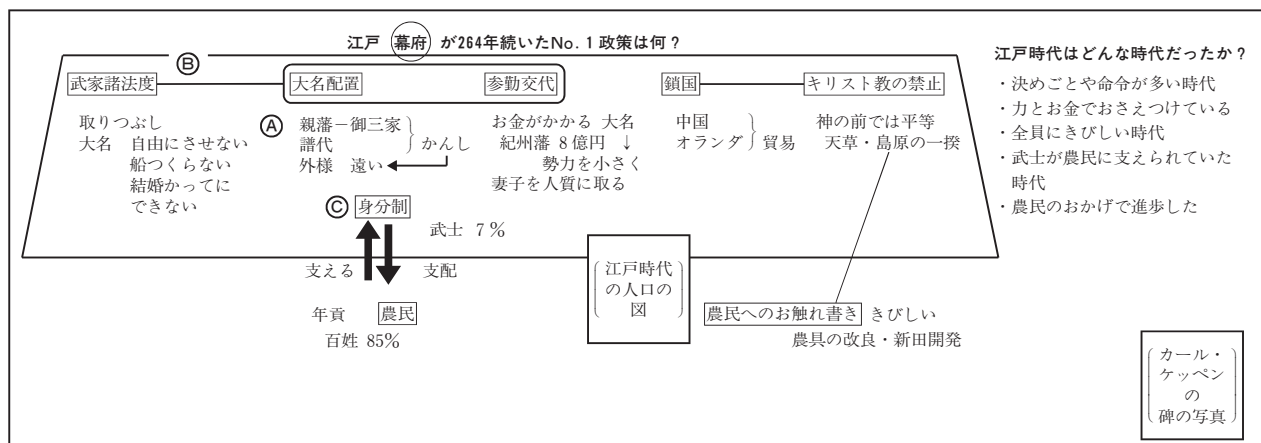 江戸 幕府 が264年続いたNo. 1 政策は何？
Ⓑ
武家諸法度
取りつぶし
大名 自由にさせない
船つくらない
結婚かってに
できない
大名配置
Ⓐ 親藩－御三家
譜代
外様 遠い
かんし
参勤交代
お金がかかる 大名
紀州藩 8億円 ↓
勢力を小さく
妻子を人質に取る
鎖国
中国
オランダ
貿易
キリスト教の禁止
神の前では平等
天草・島原の一揆
Ⓒ 身分制
武士 7％
支える 支配
年貢 農民
百姓 85％
江戸時代
の人口の
図
農民へのお触れ書き きびしい
農具の改良・新田開発
江戸時代はどんな時代だったか？
・決めごとや命令が多い時代
・力とお金でおさえつけている
・全員にきびしい時代
・武士が農民に支えられていた
時代
・農民のおかげで進歩した
カール・
ケッペン
の
碑の写真